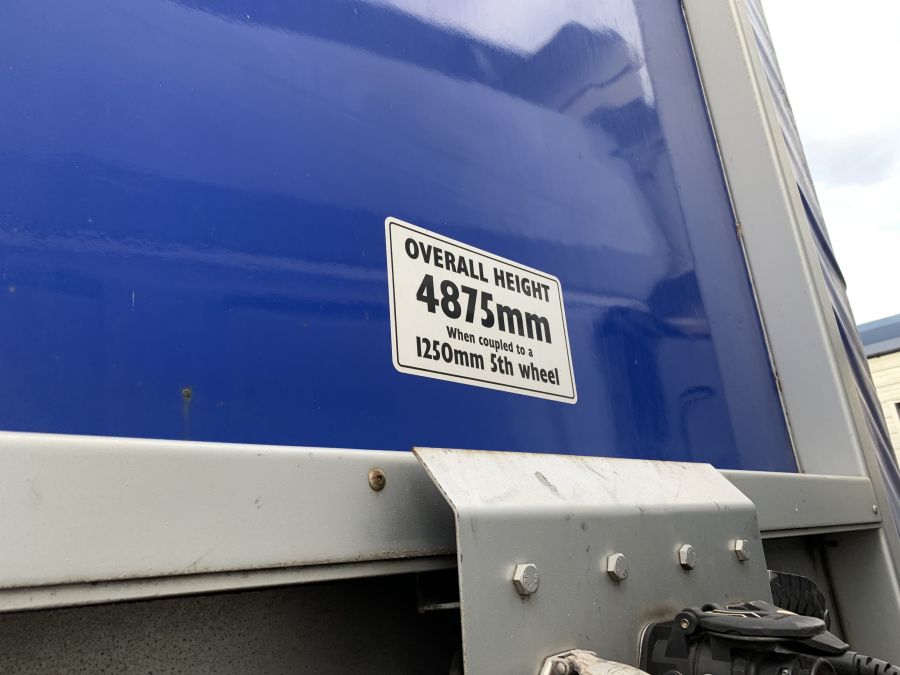 OVERALL HEIGHT
4875mm
When coupled to a
1250mm 5th wheel